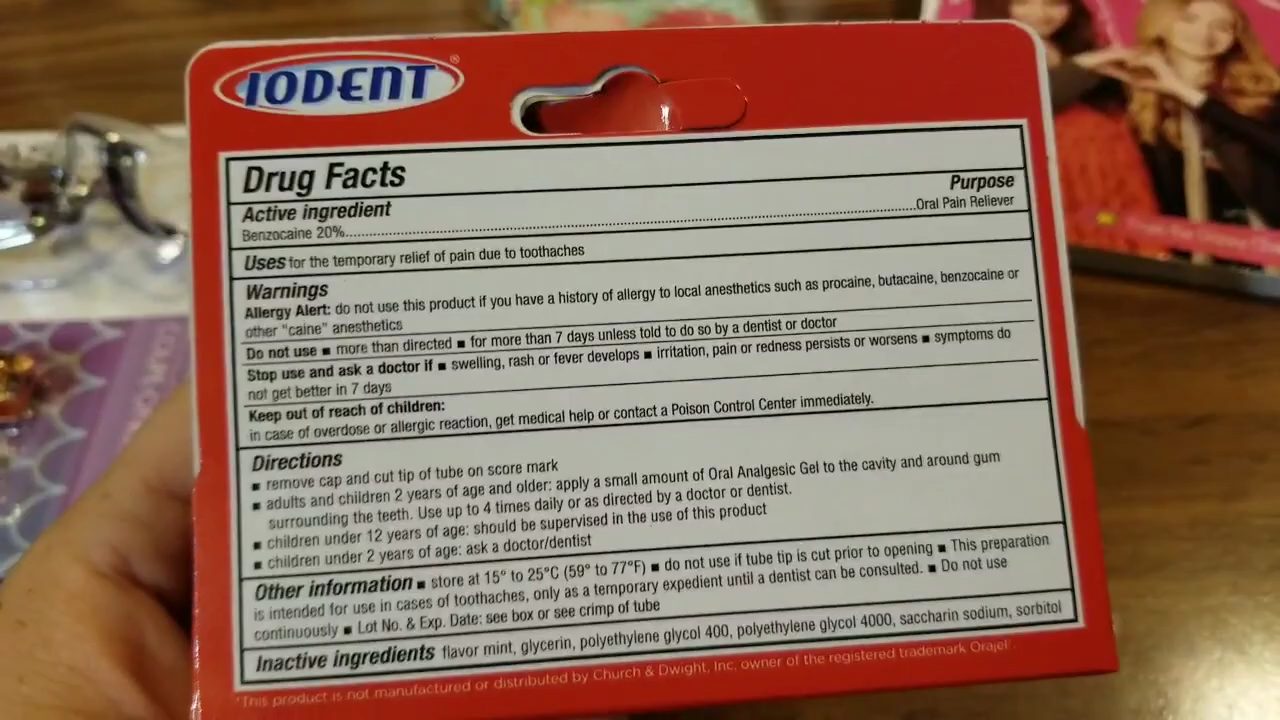 IODENT®
Drug Facts
Active ingredient Purpose
Benzocaine 20%........Oral Pain Reliever
Uses for the temporary relief of pain due to toothaches
Warnings
Allergy Alert: do not use this product if you have a history of allergy to local anesthetics such as procaine, butacaine, benzocaine or
other "caine" anesthetics
Do not use ■ more than directed ■ for more than 7 days unless told to do so by a dentist or doctor
Stop use and ask a doctor if ■ swelling, rash or fever develops ■ irritation, pain or redness persists or worsens ■ symptoms do
not get better in 7 days
Keep out of reach of children:
in case of overdose or allergic reaction, get medical help or contact a Poison Control Center immediately.
Directions
■ remove cap and cut tip of tube on score mark
■ adults and children 2 years of age and older: apply a small amount of Oral Analgesic Gel to the cavity and around gum
surrounding the teeth. Use up to 4 times daily or as directed by a doctor or dentist.
■ children under 12 years of age: should be supervised in the use of this product
■ children under 2 years of age: ask a doctor/dentist
Other information ■ store at 15° to 25°C (59° to 77°F) ■ do not use if tube tip is cut prior to opening ■ This preparation
is intended for use in cases of toothaches, only as a temporary expedient until a dentist can be consulted. ■ Do not use
continuously ■ Lot No. & Exp. Date: see box or see crimp of tube
Inactive ingredients flavor mint, glycerin, polyethylene glycol 400, polyethylene glycol 4000, saccharin sodium, sorbitol
*This product is not manufactured or distributed by Church & Dwight, Inc. owner of the registered trademark Orajel®.